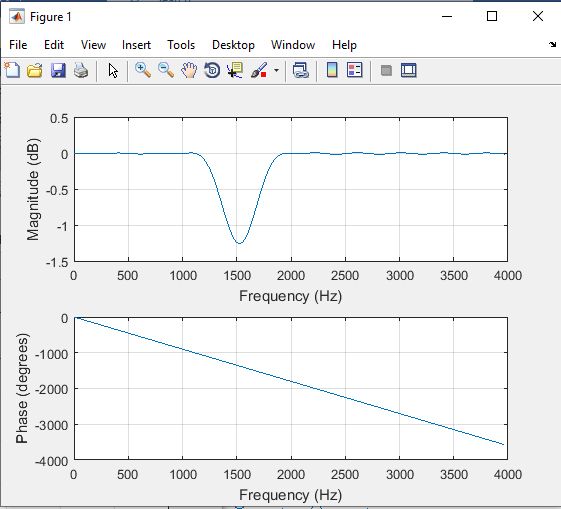 Figure 1
File Edit View Insert Tools Desktop Window Help
0.5
0
-0.5
-1
-1.5
Magnitude (dB)
0 500 1000 1500 2000 2500 3000 3500 4000
Frequency (Hz)
0
-1000
-2000
-3000
-4000
Phase (degrees)
0 500 1000 1500 2000 2500 3000 3500 4000
Frequency (Hz)